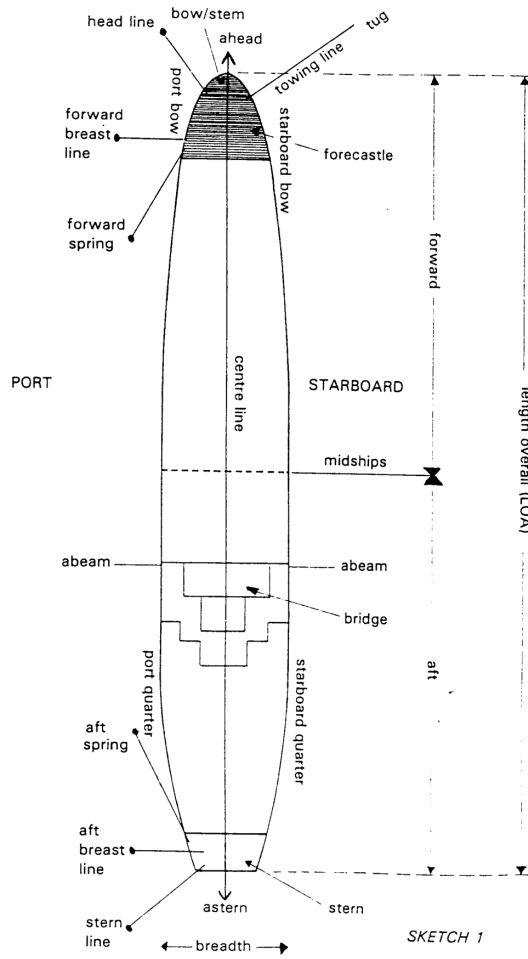 bow/stem
head line
ahead
tug
towing line
port bow
starboard bow
forward
breast
line
forecastle
forward
spring
forward
PORT
centre line
STARBOARD
length overall (LOA)
midships
abeam
abeam
bridge
port quarter
starboard quarter
aft
aft
spring
aft
breast
line
stern
line
astern
stern
breadth
SKETCH 1